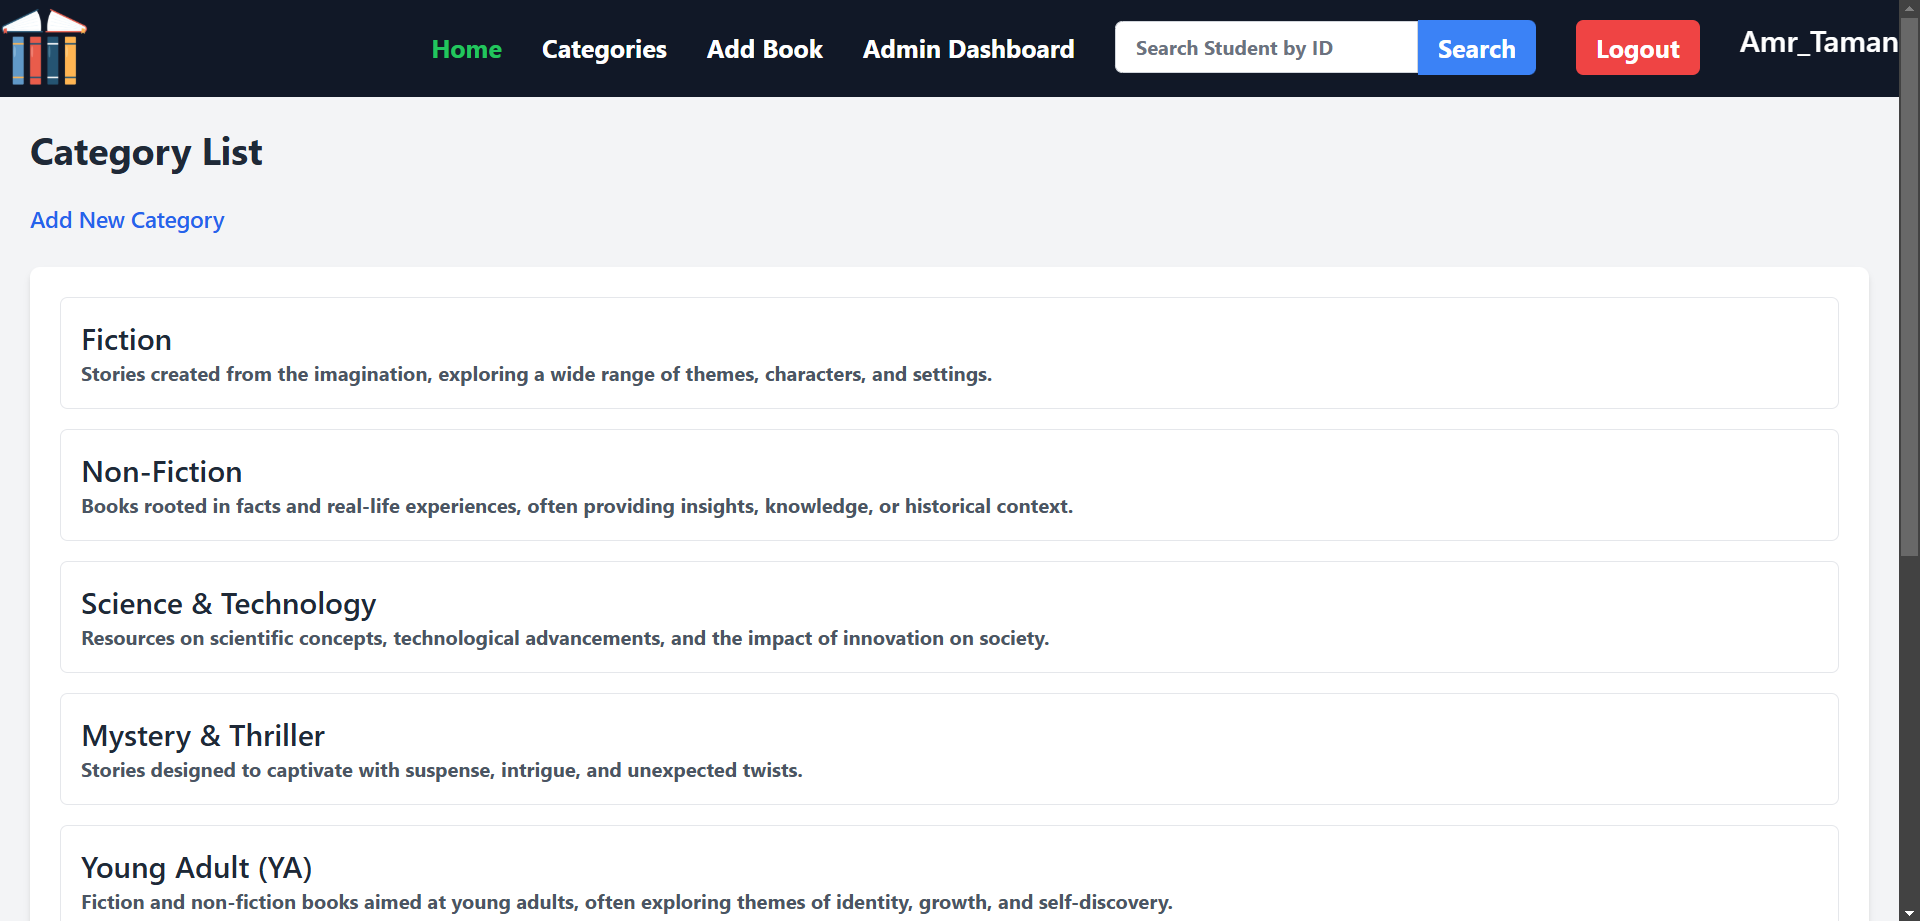 Home Categories Add Book Admin Dashboard Search Student by ID Search Logout Amr_Taman
Category List
Add New Category
Fiction
Stories created from the imagination, exploring a wide range of themes, characters, and settings.
Non-Fiction
Books rooted in facts and real-life experiences, often providing insights, knowledge, or historical context.
Science & Technology
Resources on scientific concepts, technological advancements, and the impact of innovation on society.
Mystery & Thriller
Stories designed to captivate with suspense, intrigue, and unexpected twists.
Young Adult (YA)
Fiction and non-fiction books aimed at young adults, often exploring themes of identity, growth, and self-discovery.